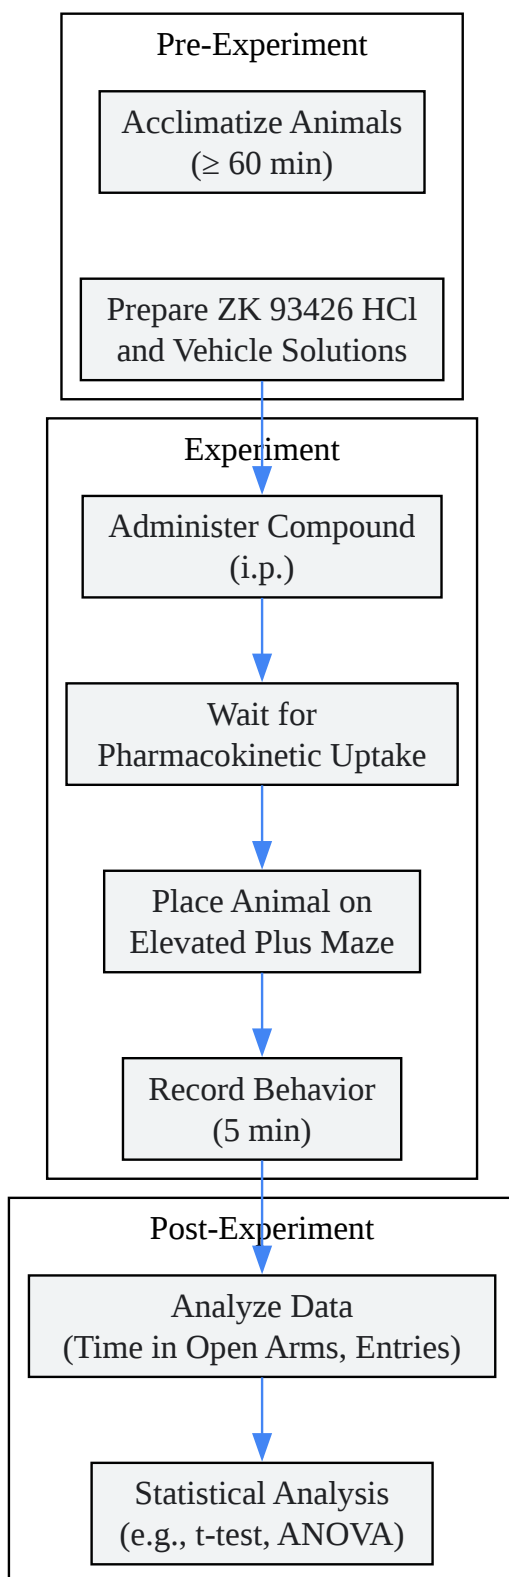 Pre-Experiment
Acclimatize Animals
(≥ 60 min)
Prepare ZK 93426 HCl
and Vehicle Solutions
Experiment
Administer Compound
(i.p.)
Wait for
Pharmacokinetic Uptake
Place Animal on
Elevated Plus Maze
Record Behavior
(5 min)
Post-Experiment
Analyze Data
(Time in Open Arms, Entries)
Statistical Analysis
(e.g., t-test, ANOVA)